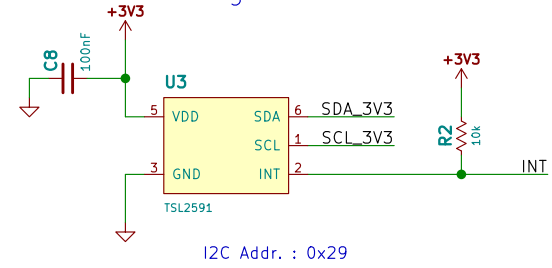 +3V3
C8
100nF
U3
+3V3
5
VDD
SDA
6
SDA_3V3
SCL
1
SCL_3V3
R2
10k
3
GND
INT
2
INT
TSL2591
I2C Addr. : 0x29